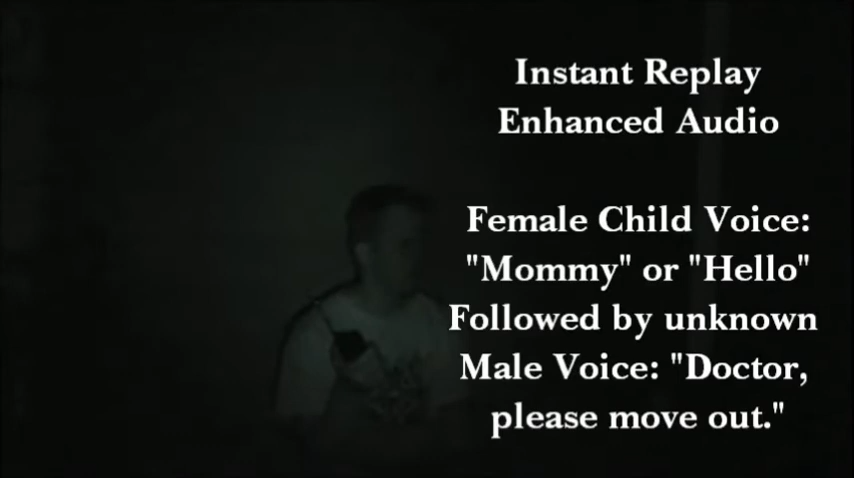 Instant Replay
Enhanced Audio
Female Child Voice:
"Mommy" or "Hello"
Followed by unknown
Male Voice: "Doctor,
please move out."